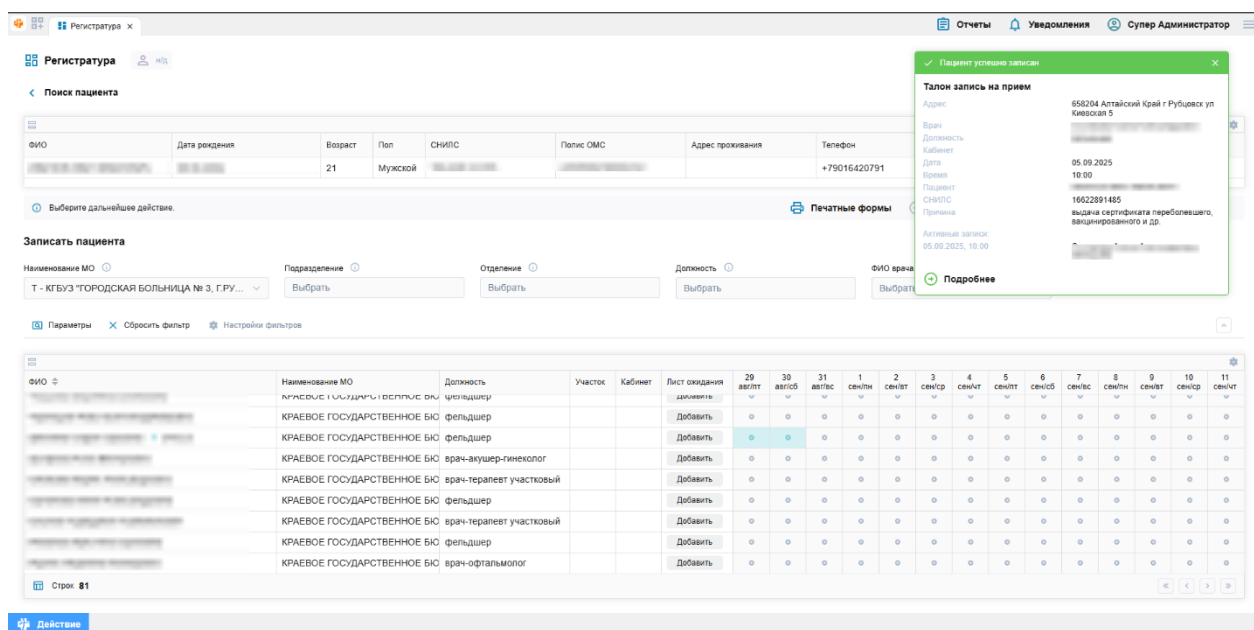 Регистратура ×
Отчеты Уведомления Супер Администратор
Регистратура н/д
Поиск пациента
ФИО Дата рождения Возраст Пол СНИЛС Полис ОМС Адрес проживания Телефон
21 Мужской +79016420791
Выберите дальнейшее действие. Печатные формы
Записать пациента
Наименование МО Подразделение Отделение Должность ФИО врача
Т - КГБУЗ "ГОРОДСКАЯ БОЛЬНИЦА № 3, Г.РУ... Выбрать Выбрать Выбрать Выбрать
Параметры Сбросить фильтр Настройки фильтров
Пациент успешно записан ×
Талон запись на прием
Адрес 658204 Алтайский Край г Рубцовск ул
Киевская 5
Врач
Должность
Кабинет
Дата 05.09.2025
Время 10:00
Пациент
СНИЛС 16622891485
Причина выдача сертификата переболевшего,
вакцинированного и др.
Активные записи:
05.09.2025, 10:00
Подробнее
ФИО Наименование МО Должность Участок Кабинет Лист ожидания 29 авг/пт 30 авг/сб 31 авг/вс 1 сен/пн 2 сен/вт 3 сен/ср 4 сен/чт 5 сен/пт 6 сен/сб 7 сен/вс 8 сен/пн 9 сен/вт 10 сен/ср 11 сен/чт
КРАЕВОЕ ГОСУДАРСТВЕННОЕ БЮ фельдшер Добавить
КРАЕВОЕ ГОСУДАРСТВЕННОЕ БЮ фельдшер Добавить
КРАЕВОЕ ГОСУДАРСТВЕННОЕ БЮ фельдшер Добавить
КРАЕВОЕ ГОСУДАРСТВЕННОЕ БЮ врач-акушер-гинеколог Добавить
КРАЕВОЕ ГОСУДАРСТВЕННОЕ БЮ врач-терапевт участковый Добавить
КРАЕВОЕ ГОСУДАРСТВЕННОЕ БЮ фельдшер Добавить
КРАЕВОЕ ГОСУДАРСТВЕННОЕ БЮ врач-терапевт участковый Добавить
КРАЕВОЕ ГОСУДАРСТВЕННОЕ БЮ фельдшер Добавить
КРАЕВОЕ ГОСУДАРСТВЕННОЕ БЮ врач-офтальмолог Добавить
Строк 81
Действие